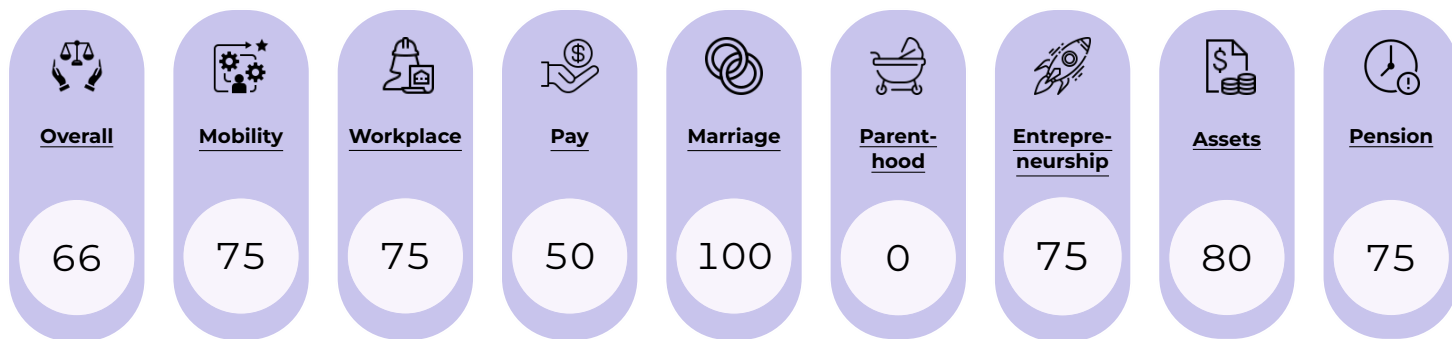 Overall
66
Mobility
75
Workplace
75
$
Pay
50
Marriage
100
Parent-
hood
0
Entrepre-
neurship
75
$
Assets
80
!
Pension
75